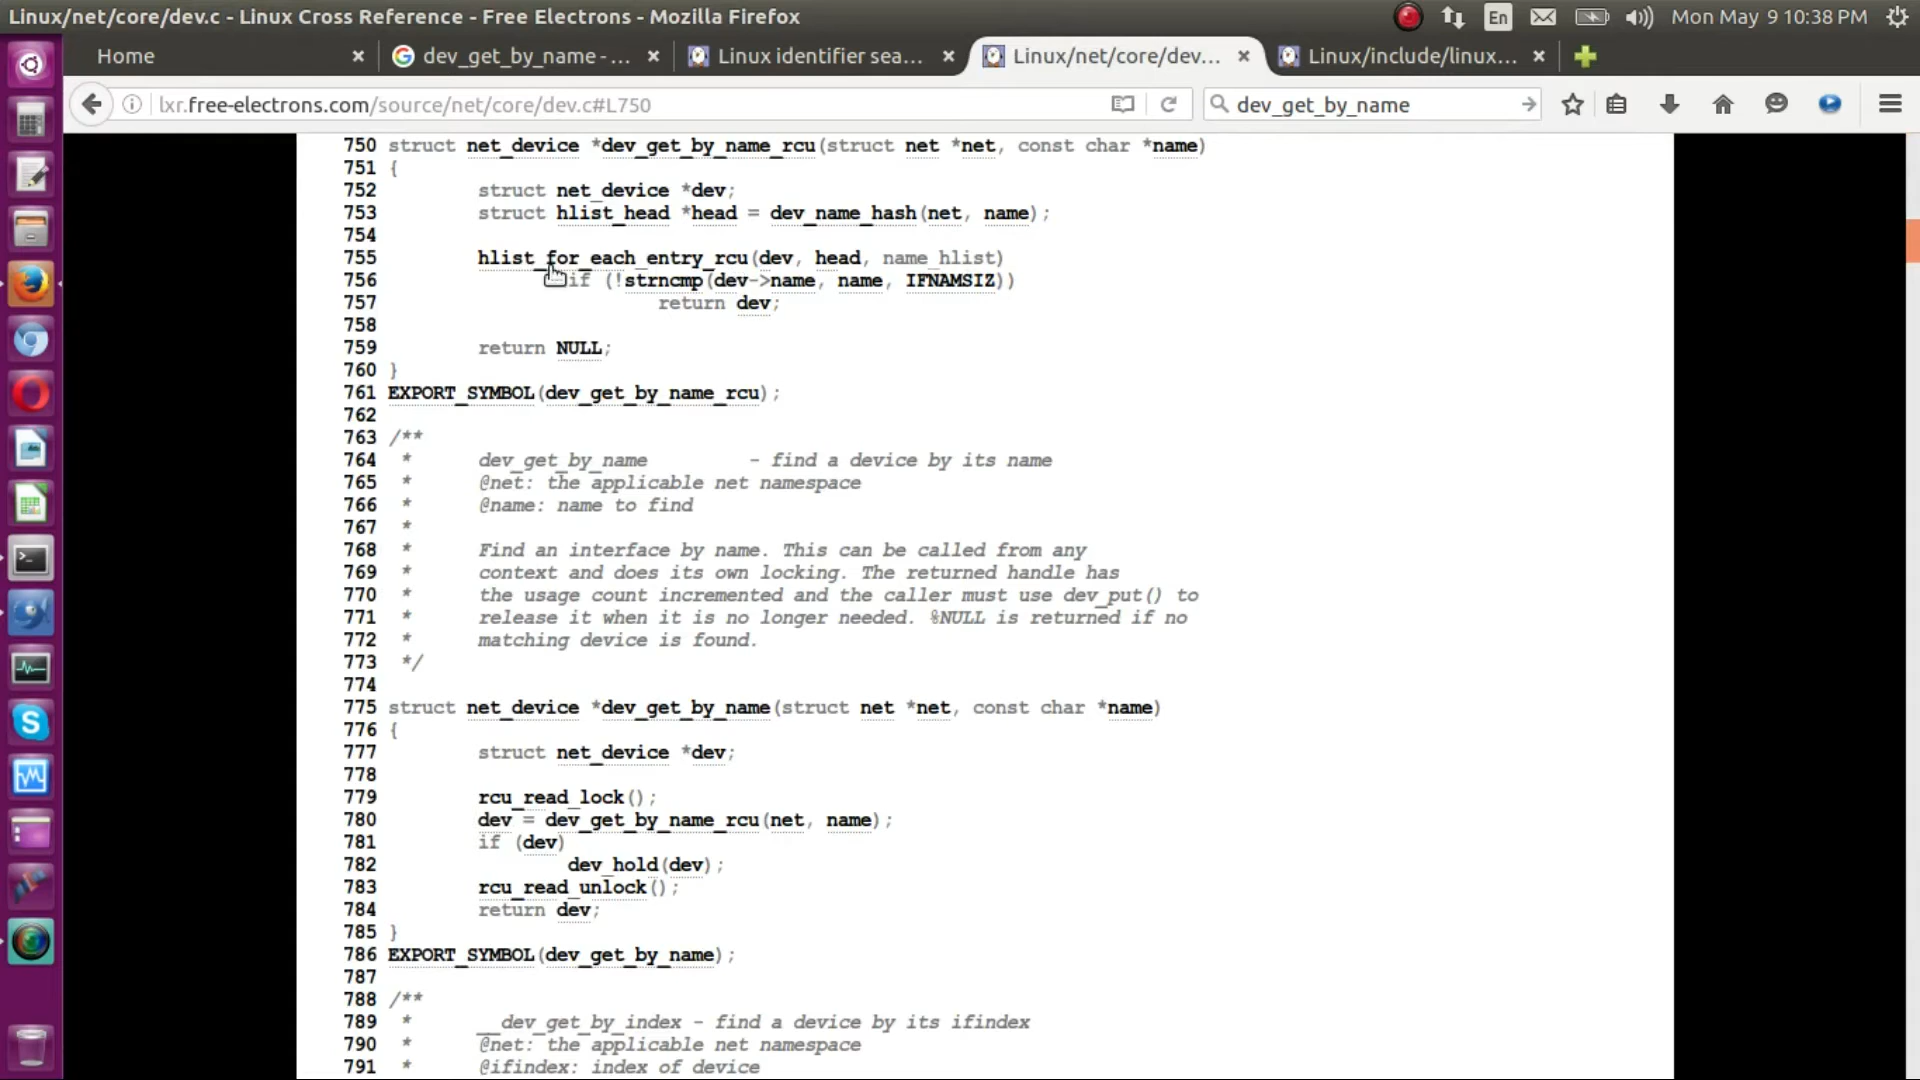 Linux/net/core/dev.c - Linux Cross Reference - Free Electrons - Mozilla Firefox
En
Mon May 9 10:38 PM
Home
dev_get_by_name - ...
Linux identifier sea...
Linux/net/core/dev...
Linux/include/linux...
lxr.free-electrons.com/source/net/core/dev.c#L750
dev_get_by_name
750 struct net_device *dev_get_by_name_rcu(struct net *net, const char *name)
751 {
752         struct net_device *dev;
753         struct hlist_head *head = dev_name_hash(net, name);
754
755         hlist_for_each_entry_rcu(dev, head, name_hlist)
756                 if (!strncmp(dev->name, name, IFNAMSIZ))
757                         return dev;
758
759         return NULL;
760 }
761 EXPORT_SYMBOL(dev_get_by_name_rcu);
762
763 /**
764  *      dev_get_by_name         - find a device by its name
765  *      @net: the applicable net namespace
766  *      @name: name to find
767  *
768  *      Find an interface by name. This can be called from any
769  *      context and does its own locking. The returned handle has
770  *      the usage count incremented and the caller must use dev_put() to
771  *      release it when it is no longer needed. %NULL is returned if no
772  *      matching device is found.
773  */
774
775 struct net_device *dev_get_by_name(struct net *net, const char *name)
776 {
777         struct net_device *dev;
778
779         rcu_read_lock();
780         dev = dev_get_by_name_rcu(net, name);
781         if (dev)
782                 dev_hold(dev);
783         rcu_read_unlock();
784         return dev;
785 }
786 EXPORT_SYMBOL(dev_get_by_name);
787
788 /**
789  *      __dev_get_by_index - find a device by its ifindex
790  *      @net: the applicable net namespace
791  *      @ifindex: index of device